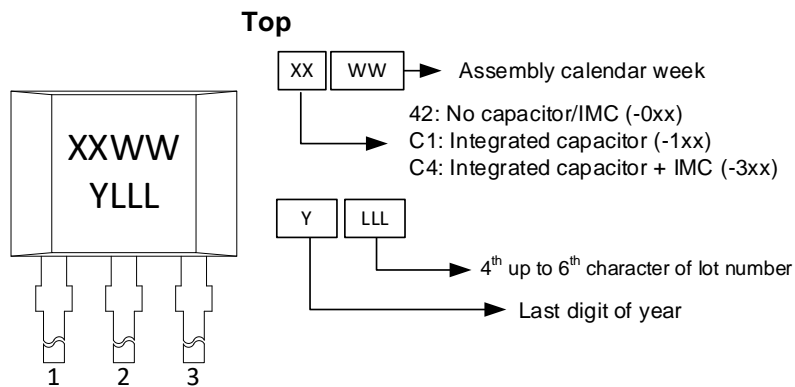 Top
XX WW Assembly calendar week
42: No capacitor/IMC (-0xx)
C1: Integrated capacitor (-1xx)
C4: Integrated capacitor + IMC (-3xx)
XXWW
YLLL
Y LLL
4th up to 6th character of lot number
Last digit of year
1 2 3